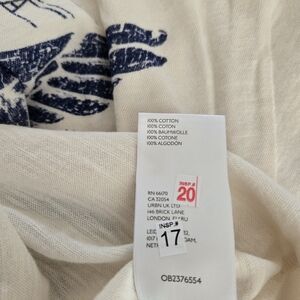 100% COTTON
100% COTON
100% BAUMWOLLE
100% COTONE
100% ALGODÓN
RN 66170
CA 32054
URBN UK LTD
146 BRICK LANE
LONDON,
INSP.#
20
INSP.#
17
OB2376554